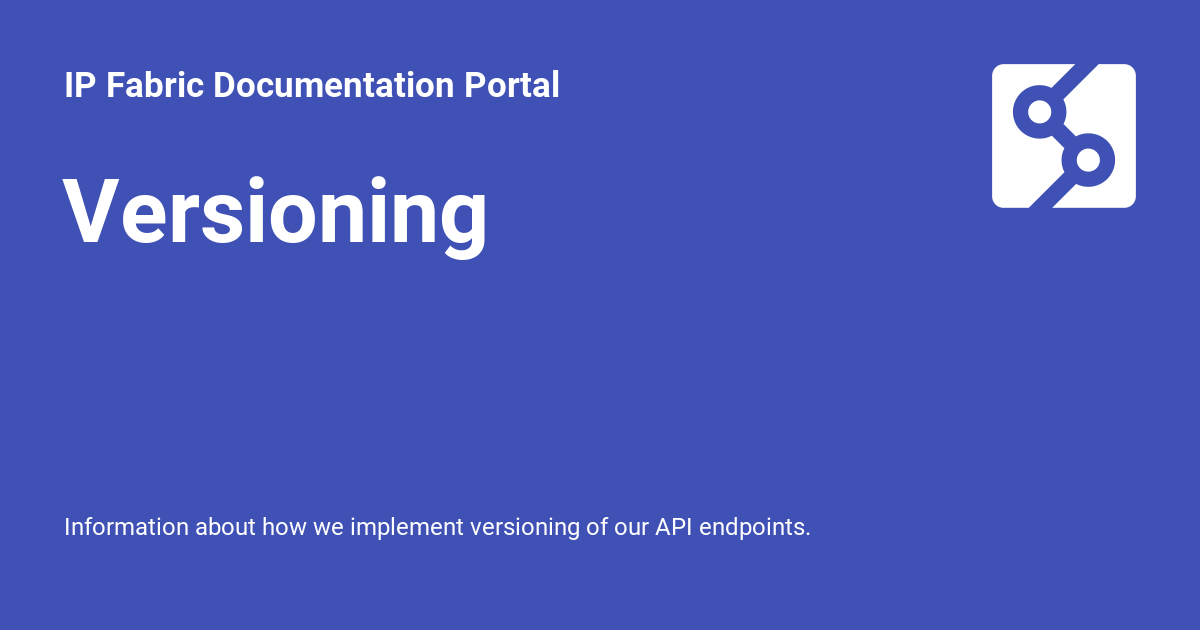 IP Fabric Documentation Portal
Versioning
Information about how we implement versioning of our API endpoints.